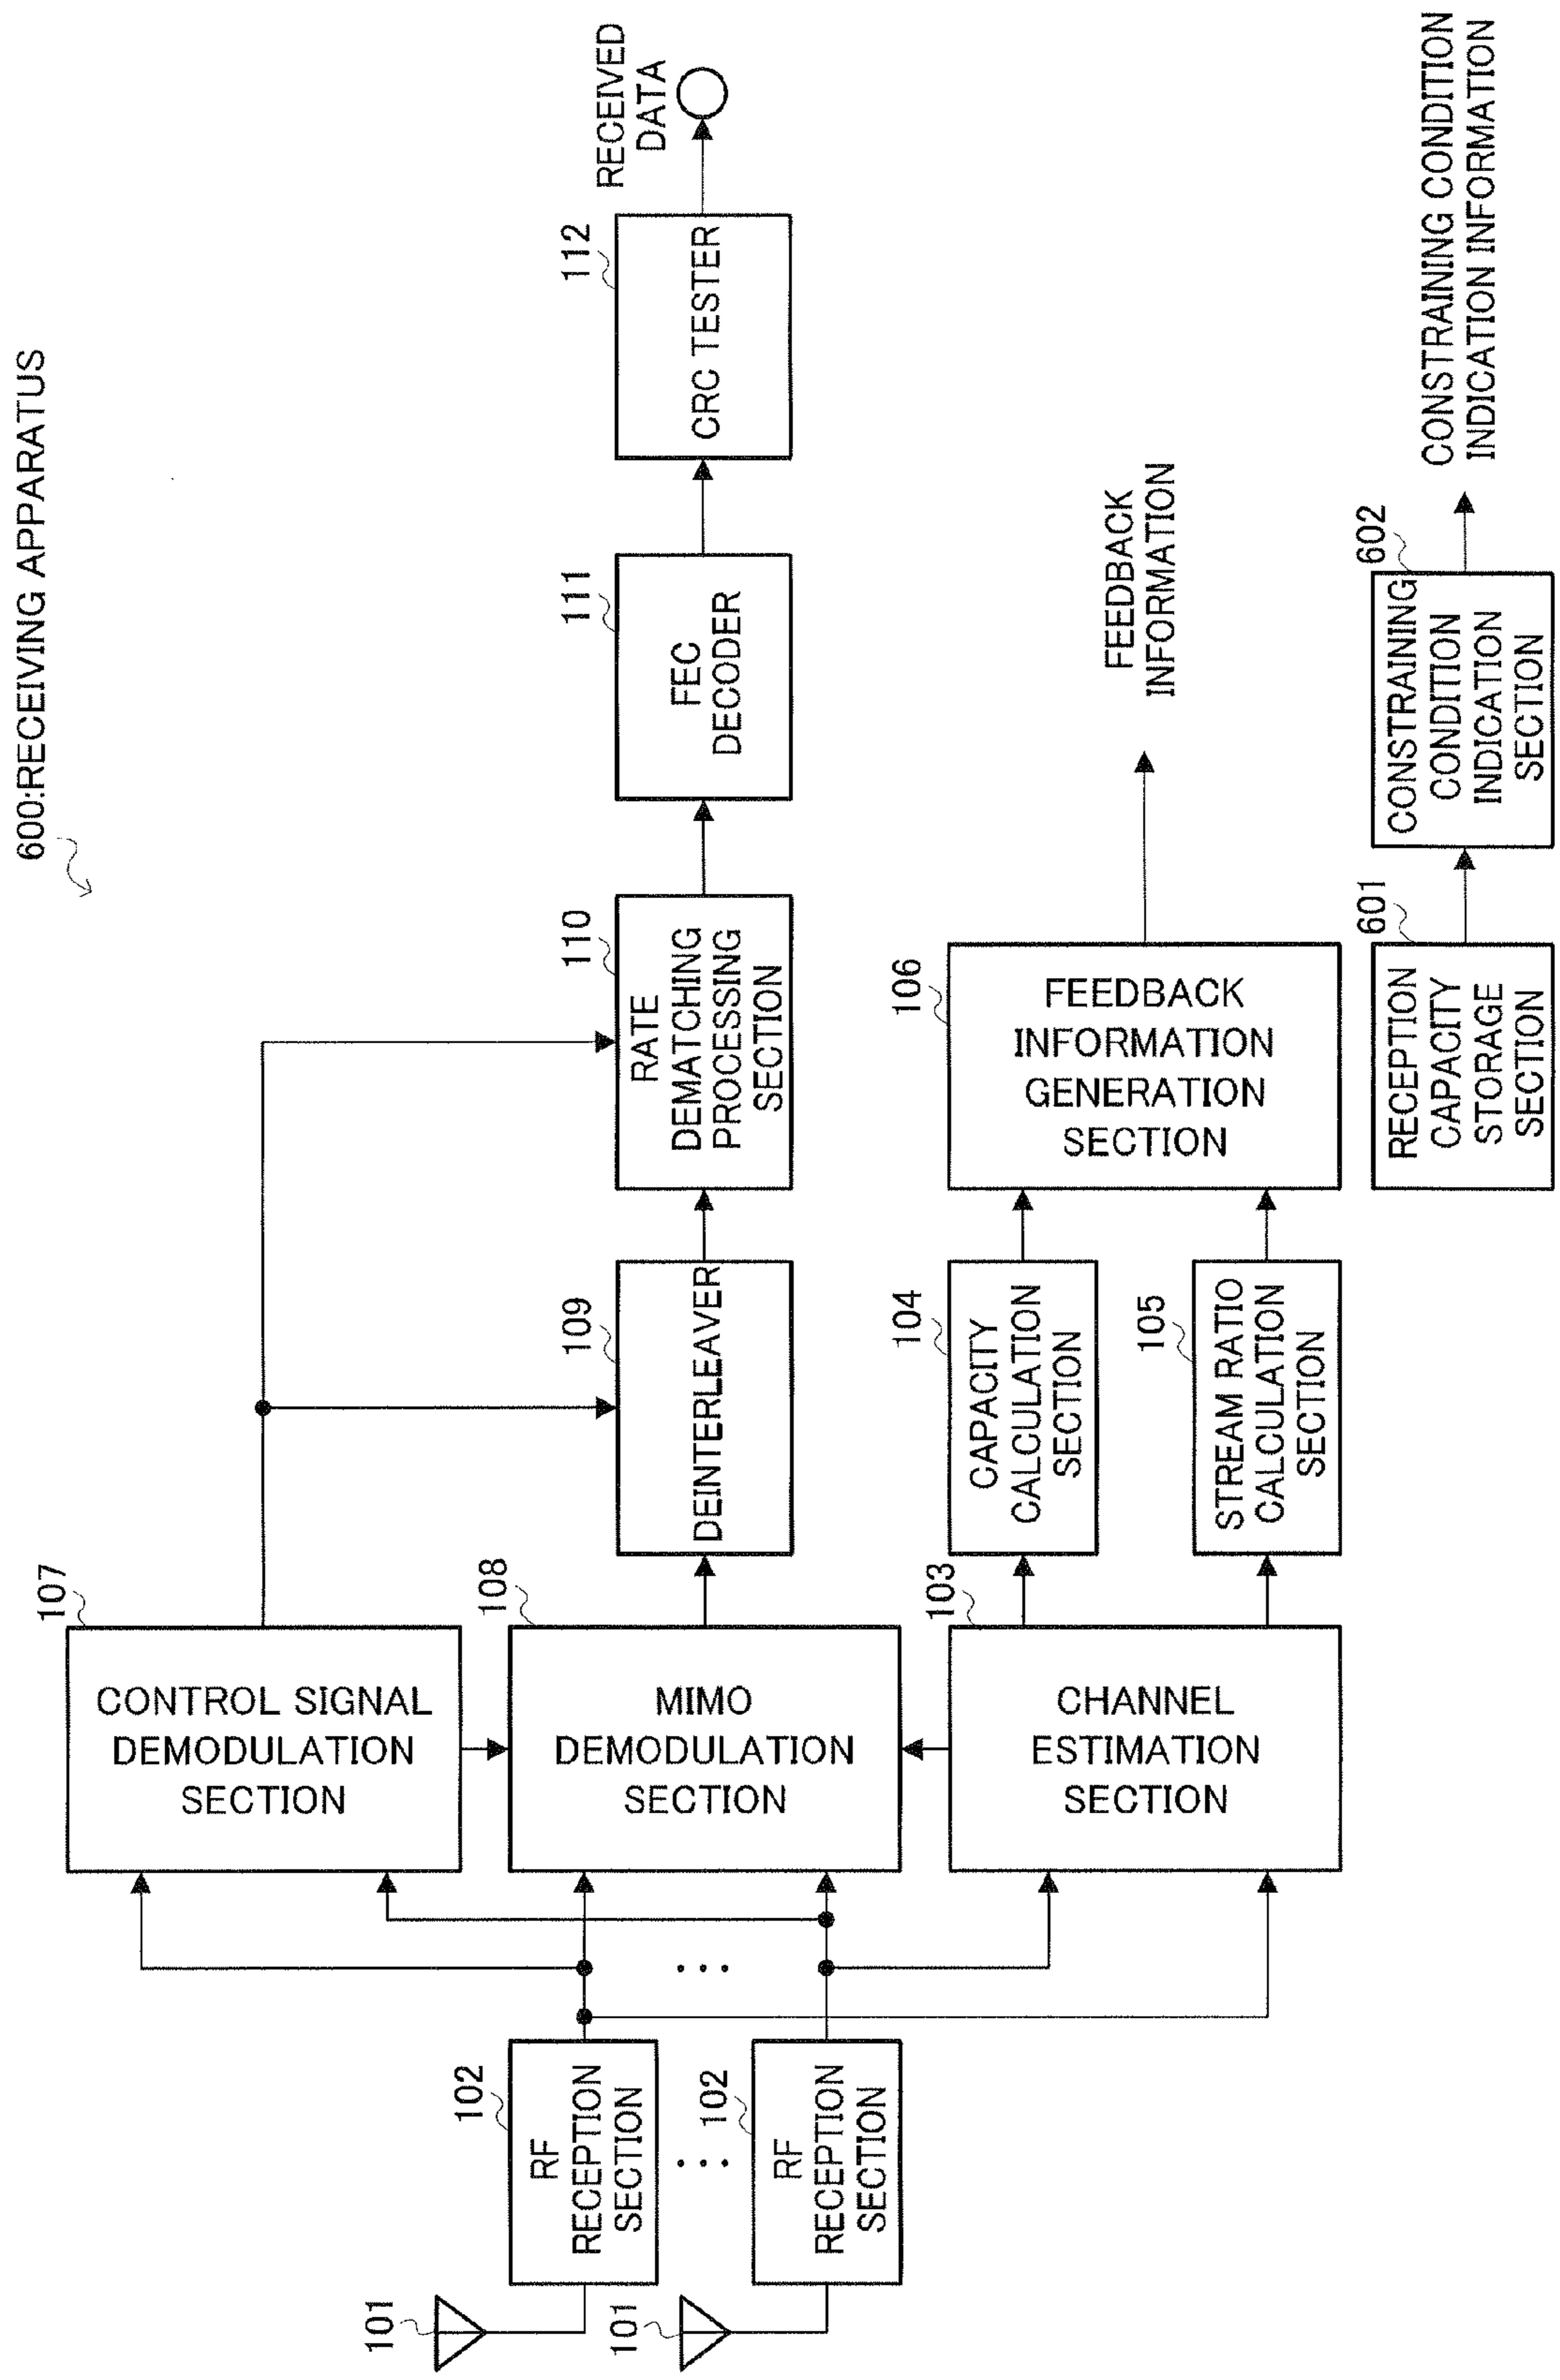 600:RECEIVING APPARATUS
107
CONTROL SIGNAL
DEMODULATION
SECTION
101
102
RF
RECEPTION
SECTION
101
102
RF
RECEPTION
SECTION
108
MIMO
DEMODULATION
SECTION
109
DEINTERLEAVER
110
RATE
DEMATCHING
PROCESSING
SECTION
111
FEC
DECODER
112
CRC TESTER
RECEIVED
DATA
103
CHANNEL
ESTIMATION
SECTION
104
CAPACITY
CALCULATION
SECTION
105
STREAM RATIO
CALCULATION
SECTION
106
FEEDBACK
INFORMATION
GENERATION
SECTION
FEEDBACK
INFORMATION
601
RECEPTION
CAPACITY
STORAGE
SECTION
602
CONSTRAINING
CONDITION
INDICATION
SECTION
CONSTRAINING CONDITION
INDICATION INFORMATION